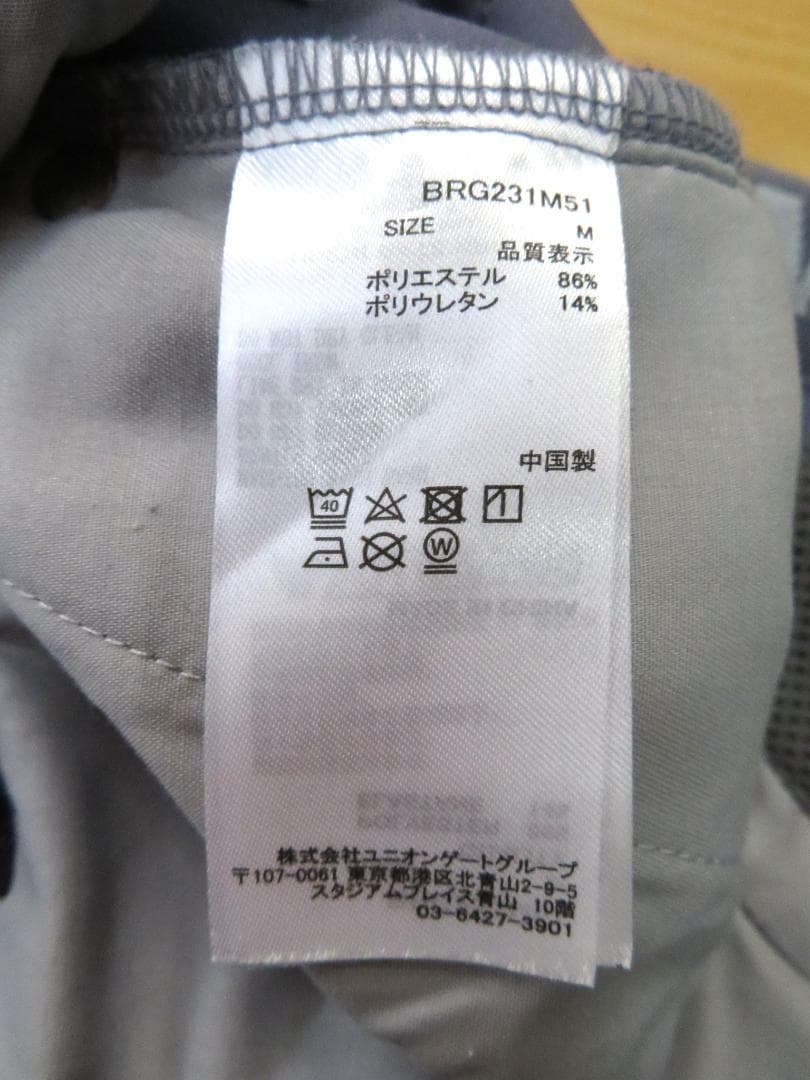 BRG231M51
SIZE M
品質表示
ポリエステル 86%
ポリウレタン 14%
中国製
40
W
株式会社ユニオンゲートグループ
〒107-0061 東京都港区北青山2-9-5
スタジアムプレイス青山 10階
03-6427-3901